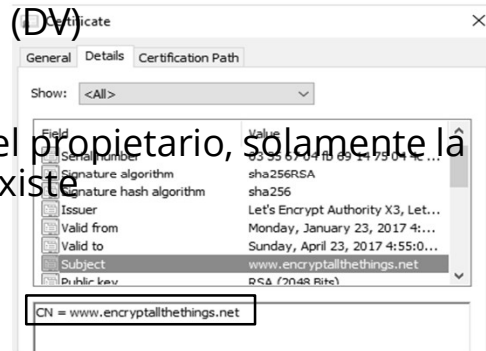 (DV)
Certificate
General Details Certification Path
Show: <All>
Field Value
el propietario, solamente la
Serial number
xiste
Signature algorithm sha256RSA
Signature hash algorithm sha256
Issuer Let's Encrypt Authority X3, Let...
Valid from Monday, January 23, 2017 4:...
Valid to Sunday, April 23, 2017 4:55:0...
Subject www.encryptallthethings.net
Public key RSA (2048 Bits)
CN = www.encryptallthethings.net